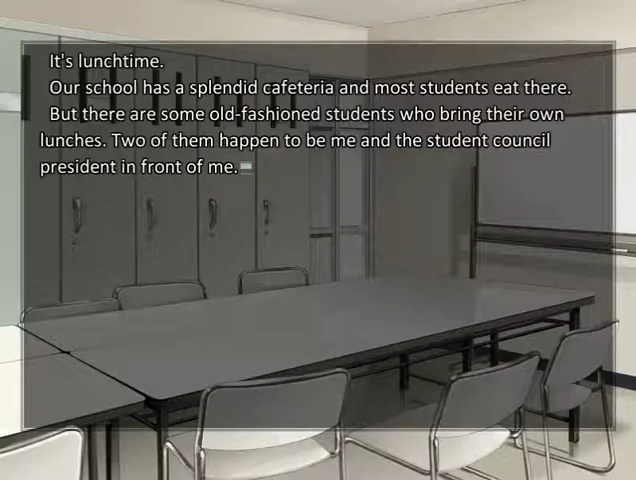 It's lunchtime.
Our school has a splendid cafeteria and most students eat there.
But there are some old-fashioned students who bring their own
lunches. Two of them happen to be me and the student council
president in front of me.